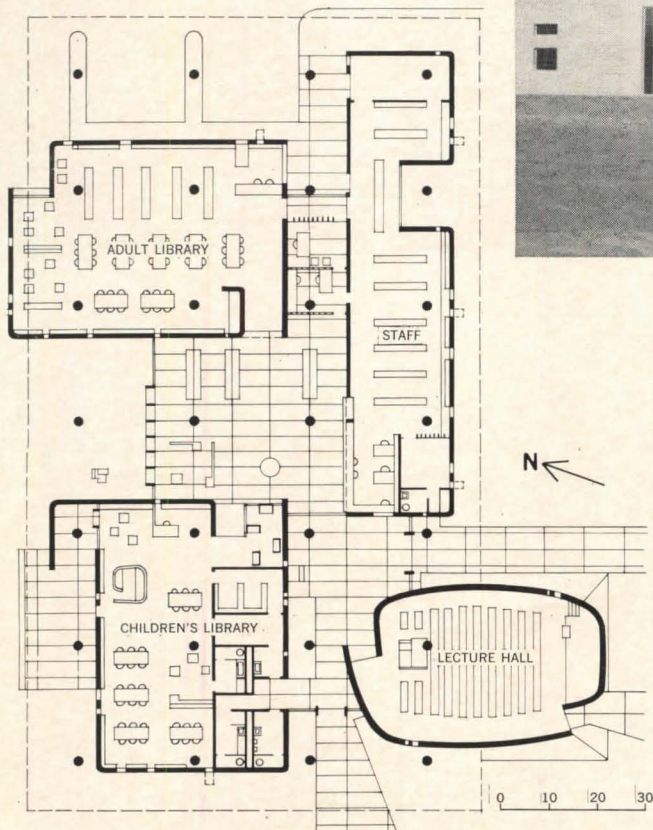 ADULT LIBRARY
STAFF
N
CHILDREN'S LIBRARY
LECTURE HALL
0 10 20 30